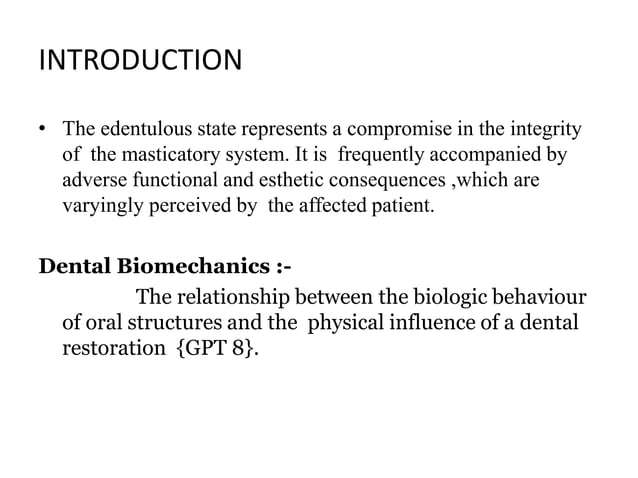 INTRODUCTION
• The edentulous state represents a compromise in the integrity
of  the masticatory system. It is  frequently accompanied by
adverse functional and esthetic consequences ,which are
varyingly perceived by  the affected patient.
Dental Biomechanics :-
The relationship between the biologic behaviour
of oral structures and the  physical influence of a dental
restoration  {GPT 8}.